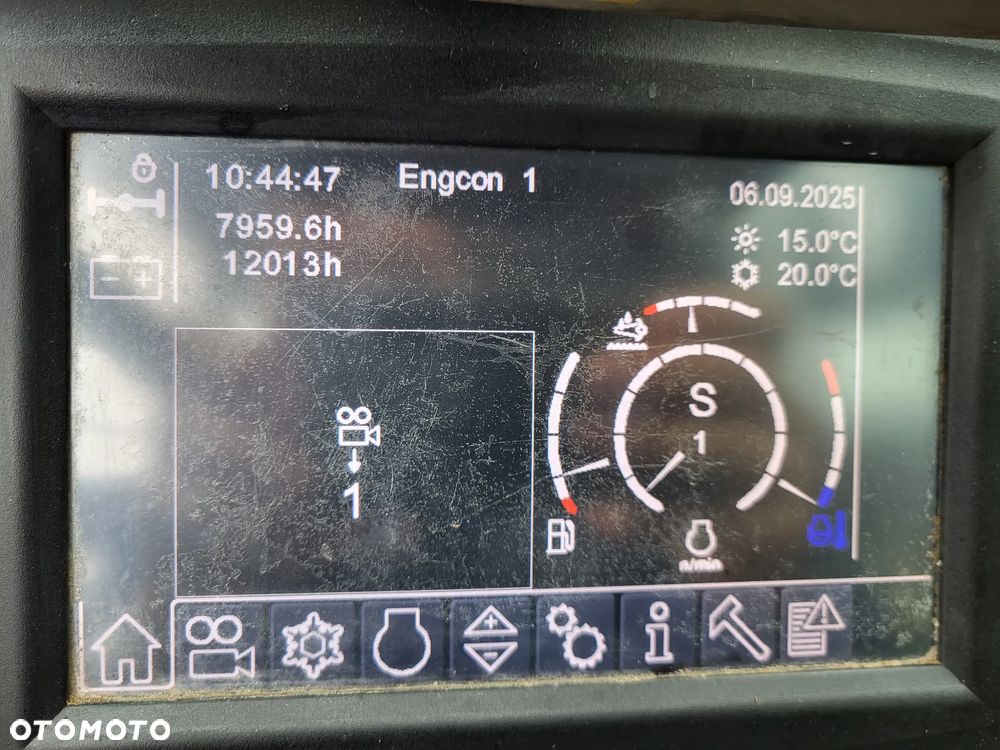 10:44:47
Engcon 1
06.09.2025
7959.6h
12013h
15.0°C
20.0°C
S
1
1
n/min
OTOMOTO